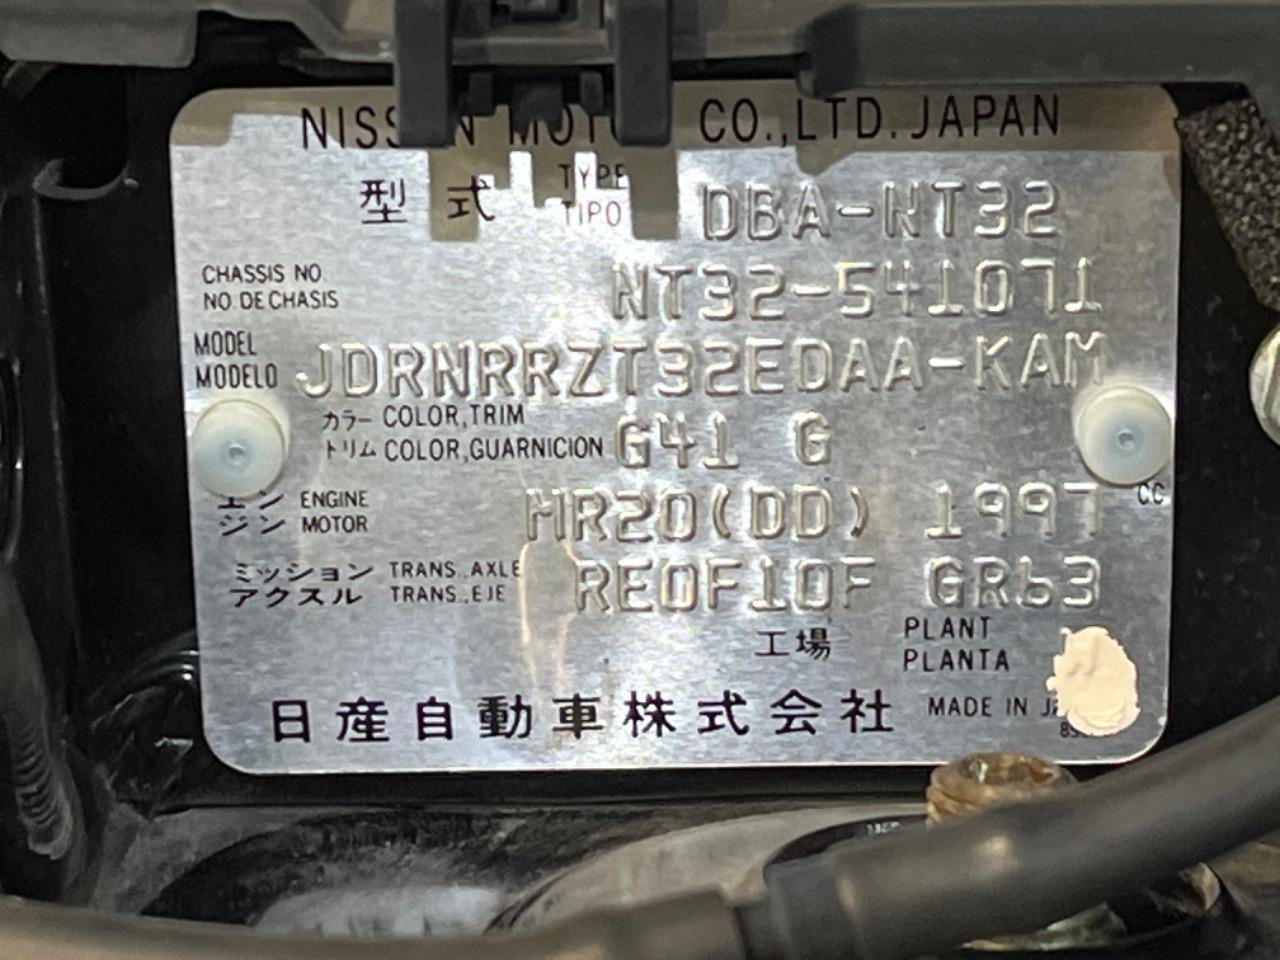 NISSAN MOTOR CO.,LTD.JAPAN
型 式 TYPE TIPO DBA-NT32
CHASSIS NO.
NO. DE CHASIS NT32-541071
MODEL
MODELO JDRNRRZT32EDAA-KAM
カラー COLOR,TRIM
トリム COLOR,GUARNICION G41 G
エン ENGINE
ジン MOTOR MR20(DD) 1997 CC
ミッション TRANS.,AXLE
アクスル TRANS.,EJE RE0F10F GR63
工場 PLANT
PLANTA
日産自動車株式会社 MADE IN